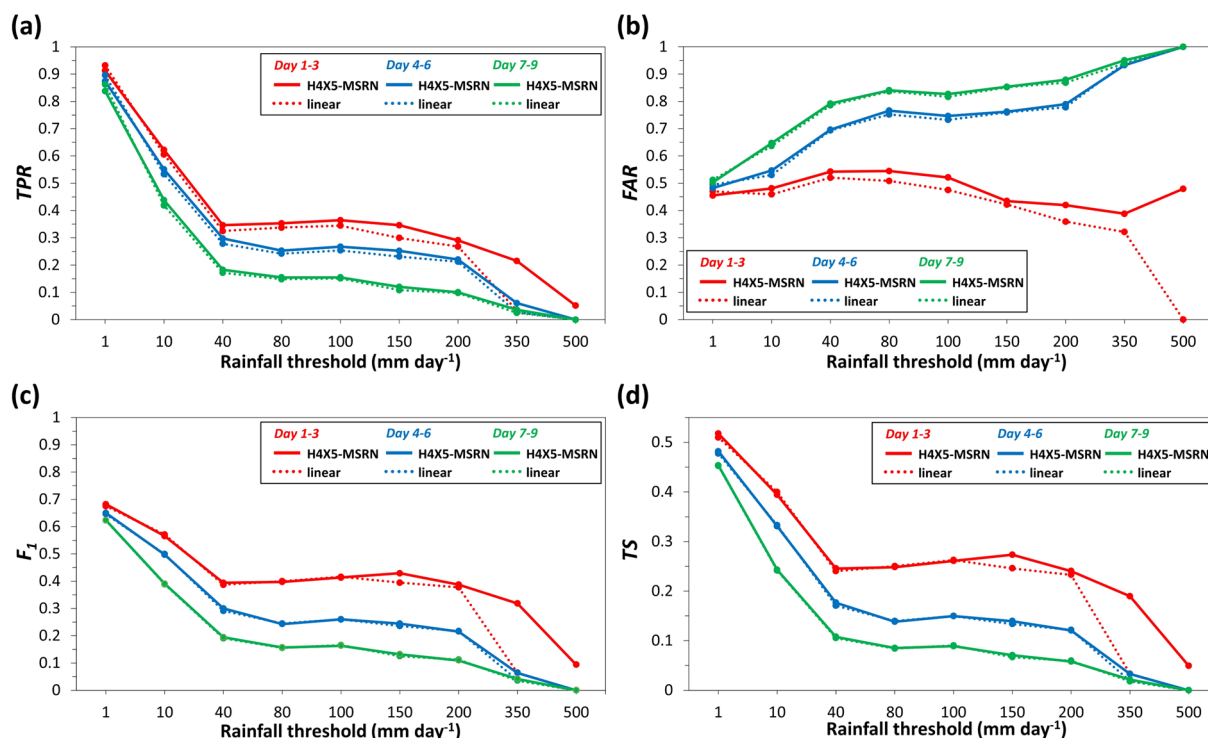 (a)
TPR
1
0.9
0.8
0.7
0.6
0.5
0.4
0.3
0.2
0.1
0
Day 1-3 Day 4-6 Day 7-9
H4X5-MSRN H4X5-MSRN H4X5-MSRN
linear linear linear
1 10 40 80 100 150 200 350 500
Rainfall threshold (mm day-1)
(b)
FAR
1
0.9
0.8
0.7
0.6
0.5
0.4
0.3
0.2
0.1
0
Day 1-3 Day 4-6 Day 7-9
H4X5-MSRN H4X5-MSRN H4X5-MSRN
linear linear linear
1 10 40 80 100 150 200 350 500
Rainfall threshold (mm day-1)
(c)
F1
1
0.9
0.8
0.7
0.6
0.5
0.4
0.3
0.2
0.1
0
Day 1-3 Day 4-6 Day 7-9
H4X5-MSRN H4X5-MSRN H4X5-MSRN
linear linear linear
1 10 40 80 100 150 200 350 500
Rainfall threshold (mm day-1)
(d)
TS
0.5
0.4
0.3
0.2
0.1
0
Day 1-3 Day 4-6 Day 7-9
H4X5-MSRN H4X5-MSRN H4X5-MSRN
linear linear linear
1 10 40 80 100 150 200 350 500
Rainfall threshold (mm day-1)